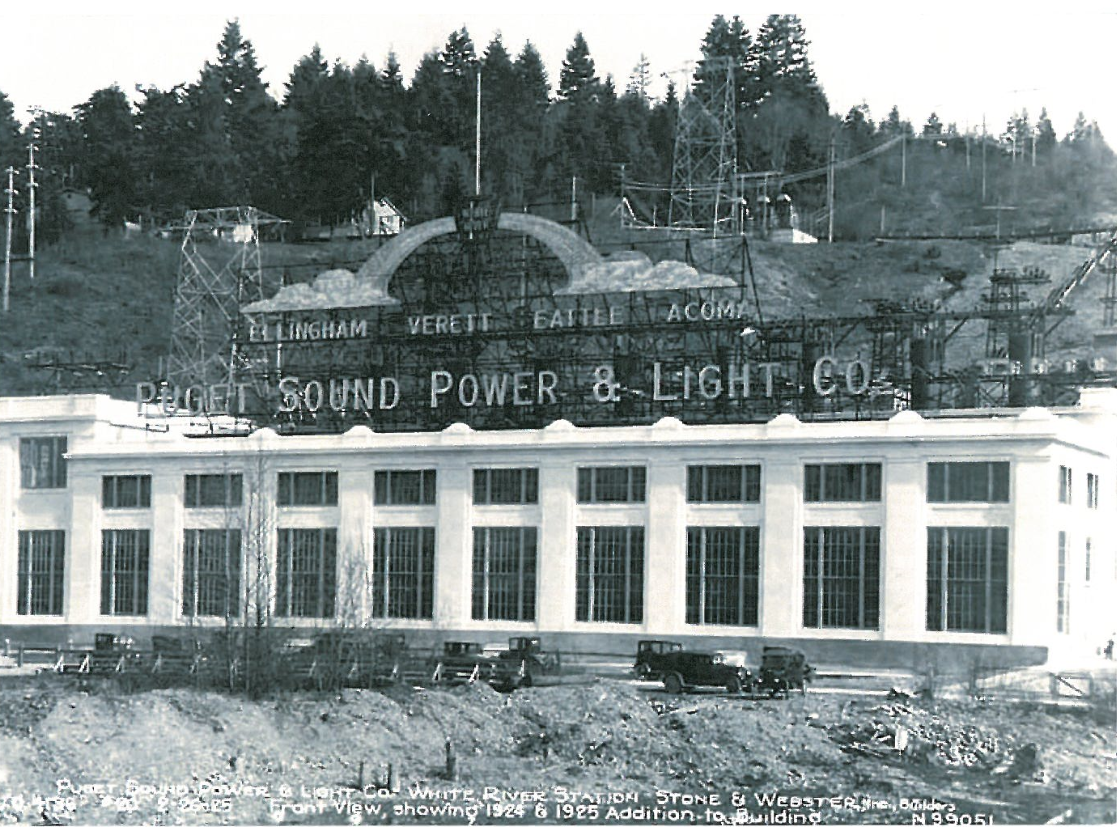 ELLINGHAM VERETT EATTLE ACOMA
PUGET SOUND POWER & LIGHT CO
PUGET SOUND POWER & LIGHT CO- WHITE RIVER STATION. STONE & WEBSTER, Inc., Builders
2-26-25 Front View, showing 1924 & 1925 Addition to Building N99051